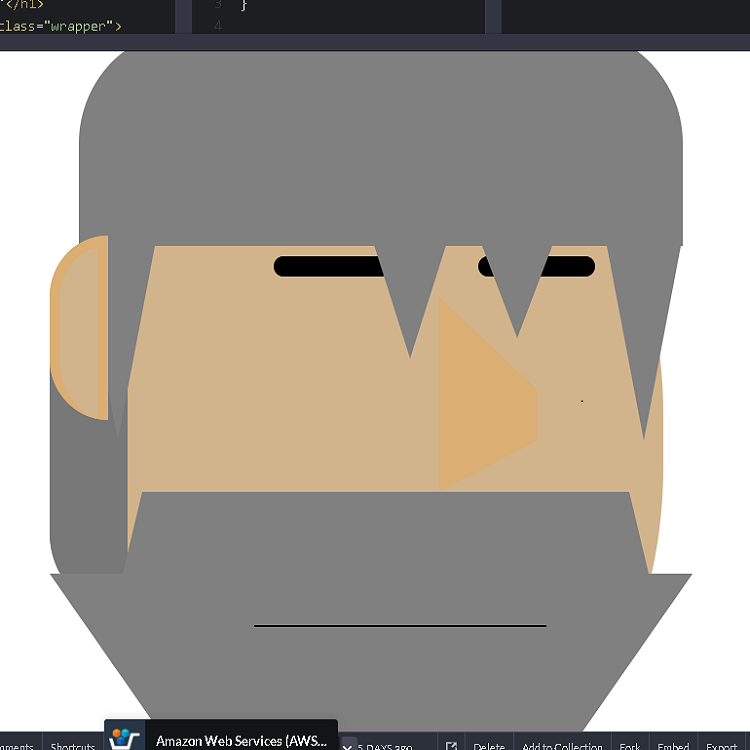 "</h1>
class="wrapper">
3 }
4
mments Shortcuts Amazon Web Services (AWS... 5 DAYS ago Delete Add to Collection Fork Embed Export